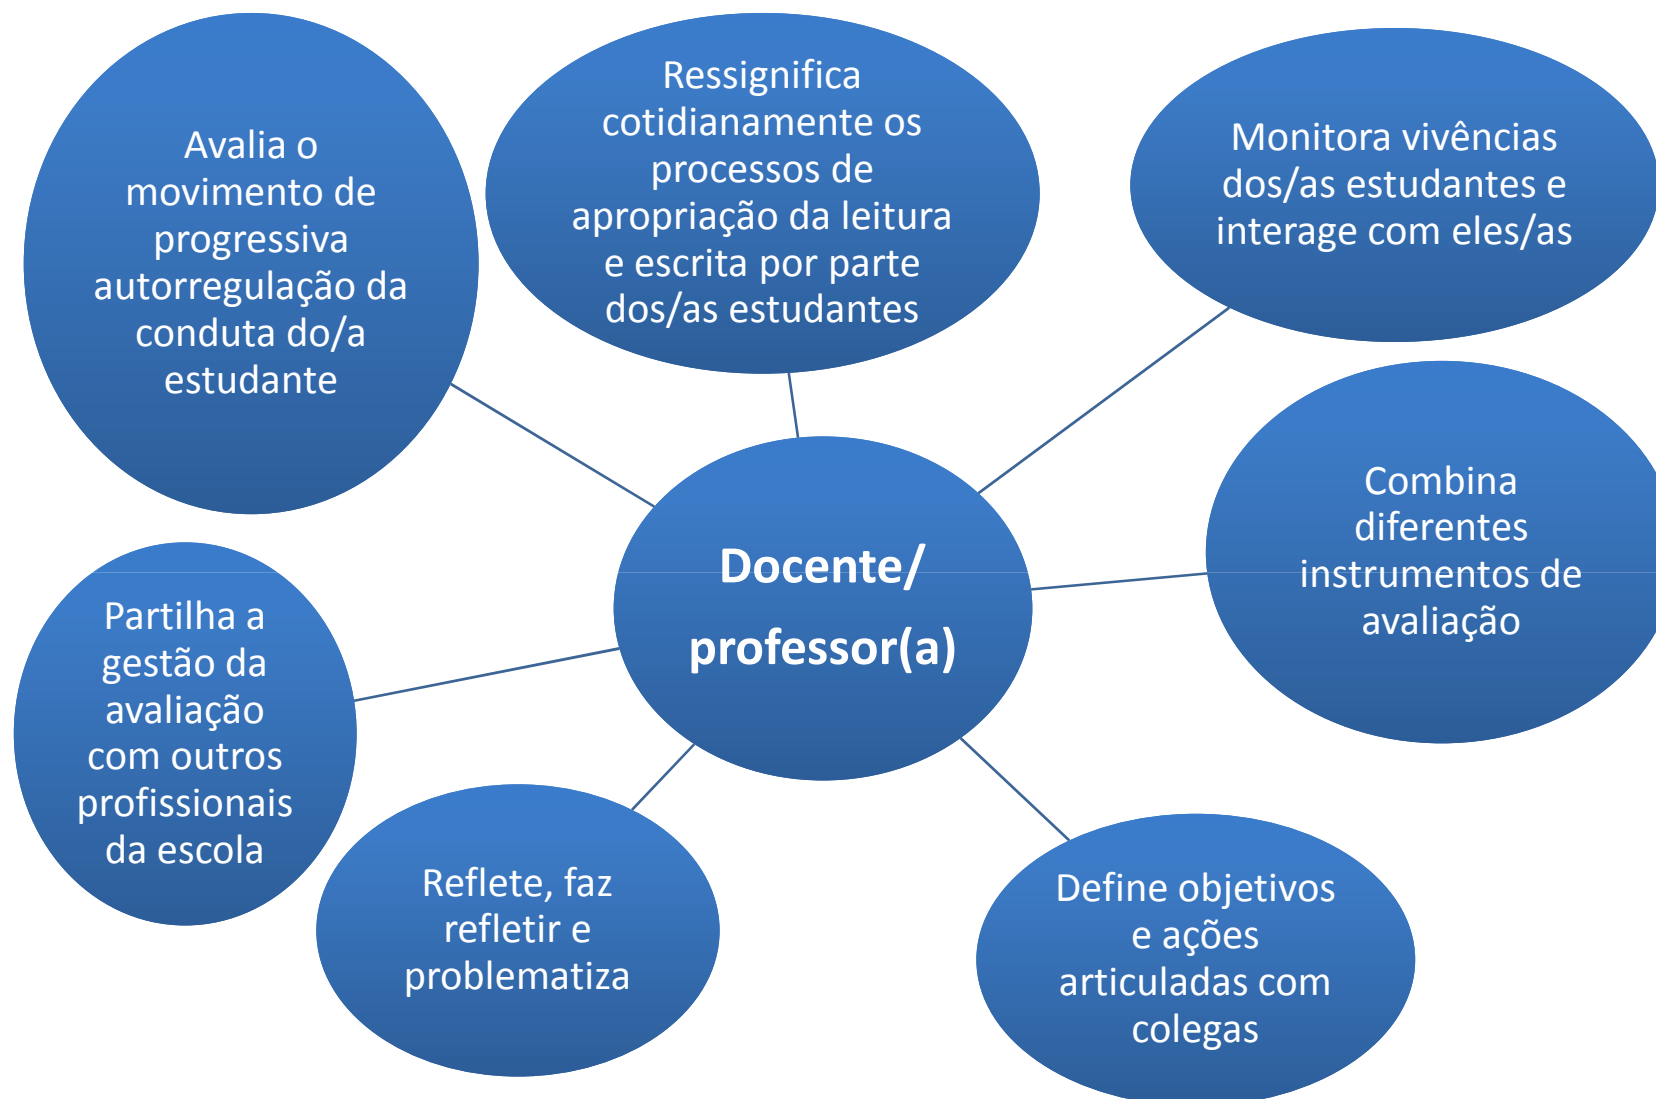 Avalia o
movimento de
progressiva
autorregulação da
conduta do/a
estudante
Ressignifica
cotidianamente os
processos de
apropriação da leitura
e escrita por parte
dos/as estudantes
Monitora vivências
dos/as estudantes e
interage com eles/as
Combina
diferentes
instrumentos de
avaliação
Docente/
professor(a)
Partilha a
gestão da
avaliação
com outros
profissionais
da escola
Reflete, faz
refletir e
problematiza
Define objetivos
e ações
articuladas com
colegas